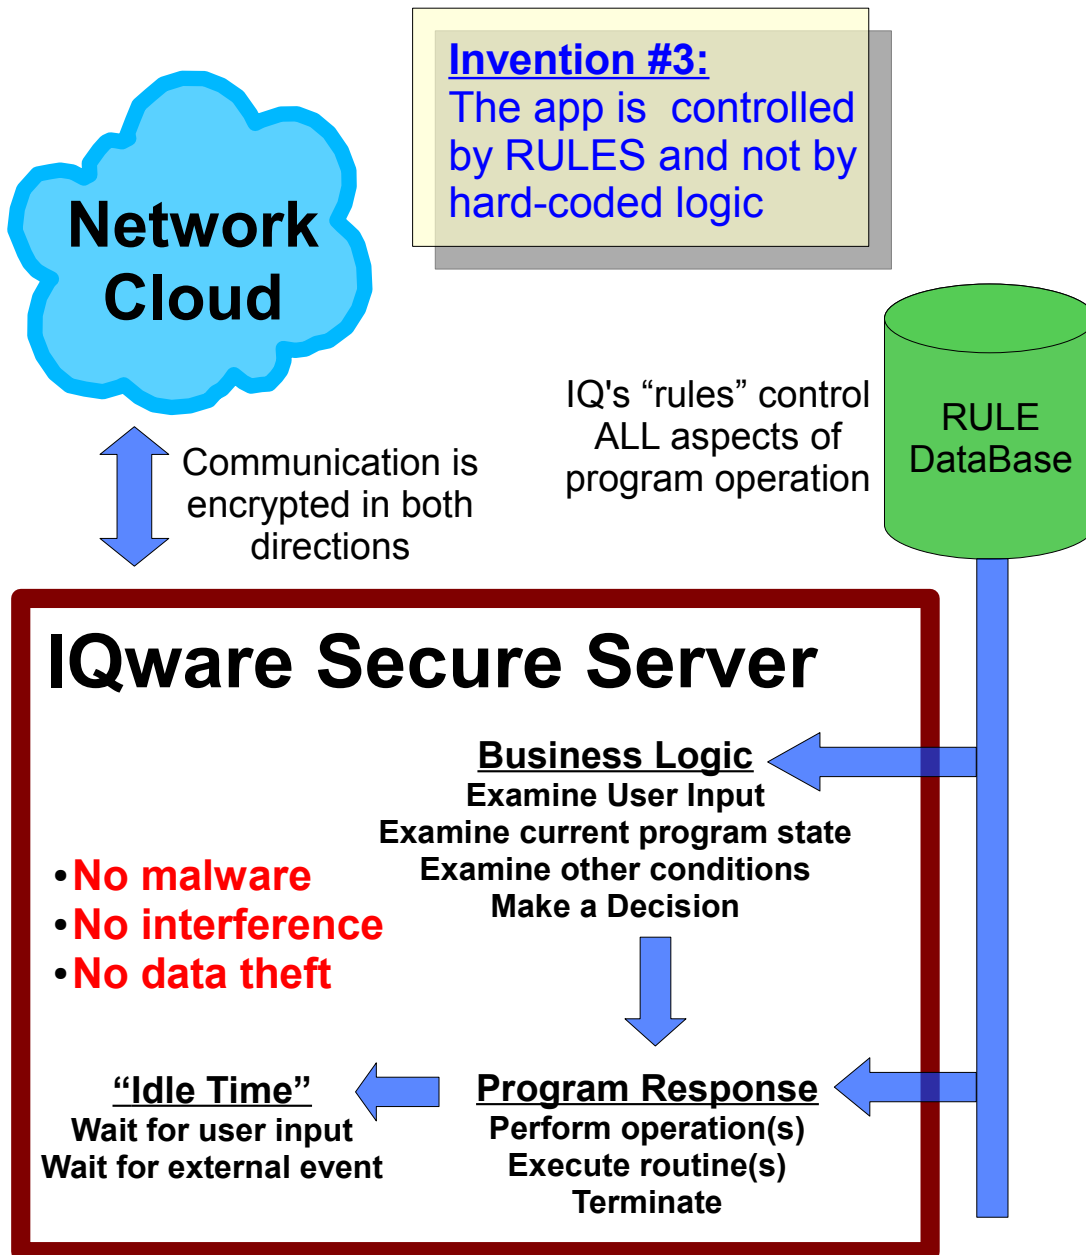 Invention #3:
The app is  controlled
by RULES and not by
hard-coded logic
Network
Cloud
IQ's “rules” control
ALL aspects of
program operation
RULE
DataBase
Communication is
encrypted in both
directions
IQware Secure Server
Business Logic
Examine User Input
Examine current program state
Examine other conditions
Make a Decision
•No malware
•No interference
•No data theft
“Idle Time”
Wait for user input
Wait for external event
Program Response
Perform operation(s)
Execute routine(s)
Terminate